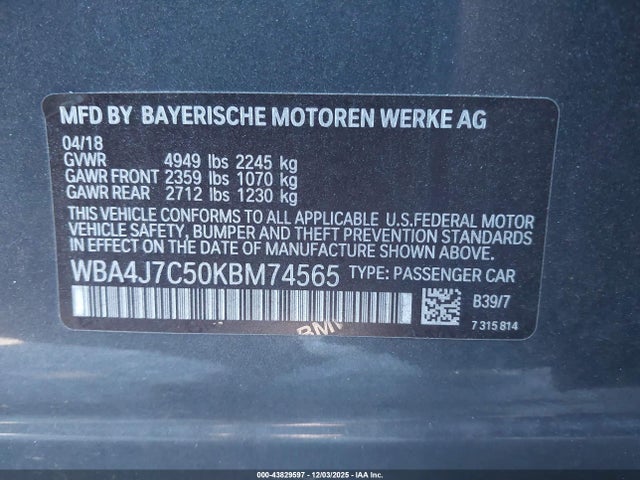 MFD BY BAYERISCHE MOTOREN WERKE AG
04/18
GVWR 4949 lbs 2245 kg
GAWR FRONT 2359 lbs 1070 kg
GAWR REAR 2712 lbs 1230 kg
THIS VEHICLE CONFORMS TO ALL APPLICABLE U.S.FEDERAL MOTOR
VEHICLE SAFETY, BUMPER AND THEFT PREVENTION STANDARDS
IN EFFECT ON THE DATE OF MANUFACTURE SHOWN ABOVE.
WBA4J7C50KBM74565 TYPE: PASSENGER CAR
B39/7
7 315 814
BMW
000-43829597 - 12/03/2025 - IAA Inc.